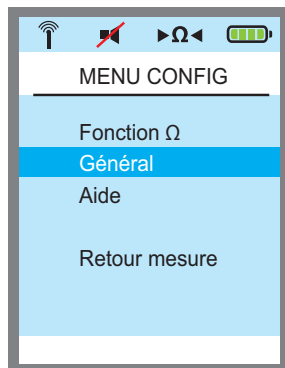 ►Ω◄
MENU CONFIG
Fonction Ω
Général
Aide
Retour mesure